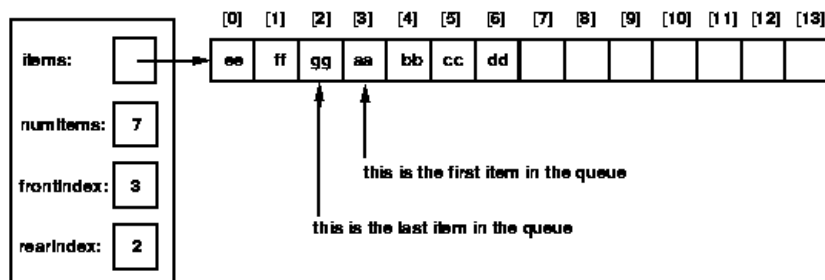 [0] [1] [2] [3] [4] [5] [6] [7] [8] [9] [10] [11] [12] [13]
items: ee ff gg aa bb cc dd
numItems: 7
this is the first item in the queue
frontIndex: 3
this is the last item in the queue
rearIndex: 2